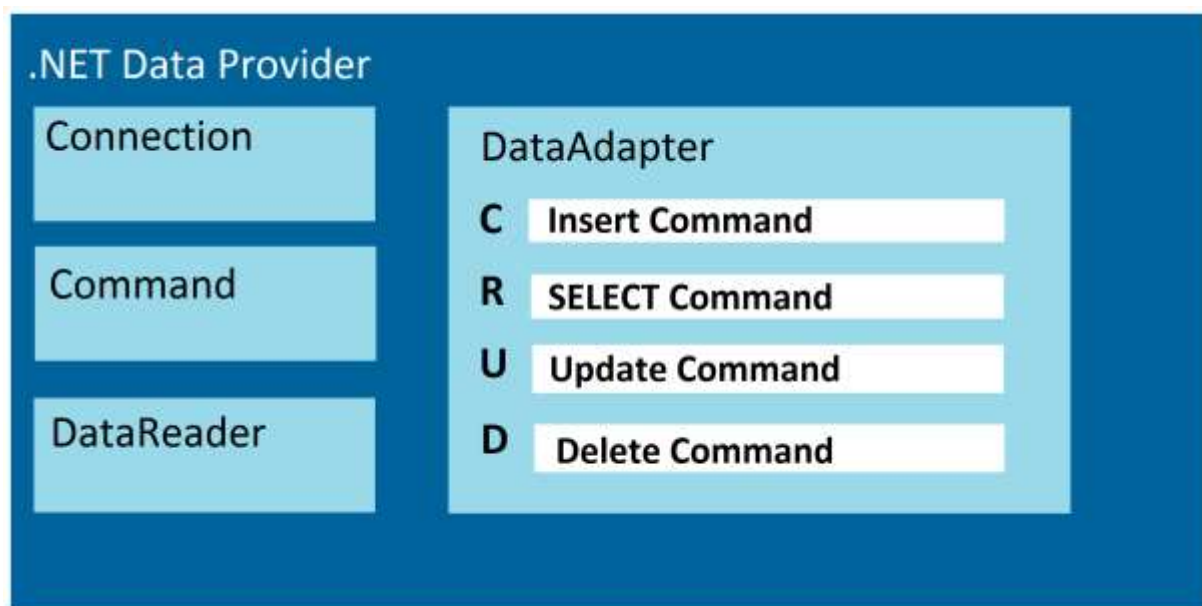 .NET Data Provider
Connection
Command
DataReader
DataAdapter
C Insert Command
R SELECT Command
U Update Command
D Delete Command